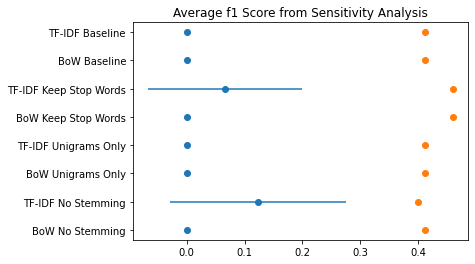 Average f1 Score from Sensitivity Analysis
TF-IDF Baseline
BoW Baseline
TF-IDF Keep Stop Words
BoW Keep Stop Words
TF-IDF Unigrams Only
BoW Unigrams Only
TF-IDF No Stemming
BoW No Stemming
0.0 0.1 0.2 0.3 0.4